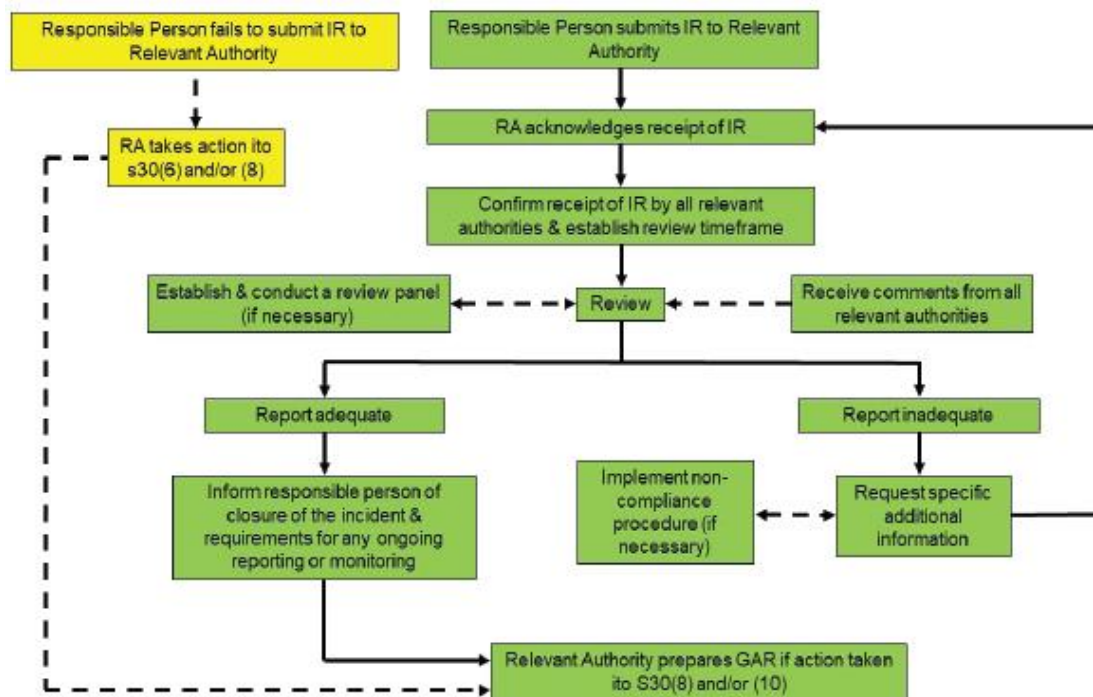 Responsible Person fails to submit IR to
Relevant Authority
Responsible Person submits IR to Relevant
Authority
RA acknowledges receipt of IR
RA takes action ito
s30(6) and/or (8)
Confirm receipt of IR by all relevant
authorities & establish review timeframe
Establish & conduct a review panel
(if necessary)
Review
Receive comments from all
relevant authorities
Report adequate
Report inadequate
Inform responsible person of
closure of the incident &
requirements for any ongoing
reporting or monitoring
Implement non-
compliance
procedure (if
necessary)
Request specific
additional
information
Relevant Authority prepares GAR if action taken
ito S30(8) and/or (10)